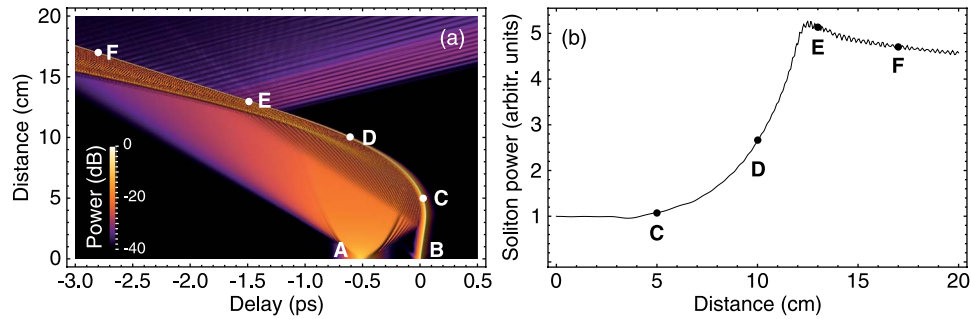 (a)
20
15
10
5
0
Distance (cm)
F
E
D
C
A
B
Power (dB)
0
-20
-40
-3.0 -2.5 -2.0 -1.5 -1.0 -0.5 0 0.5
Delay (ps)
(b)
5
4
3
2
1
Soliton power (arbitr. units)
E
F
D
C
0 5 10 15 20
Distance (cm)